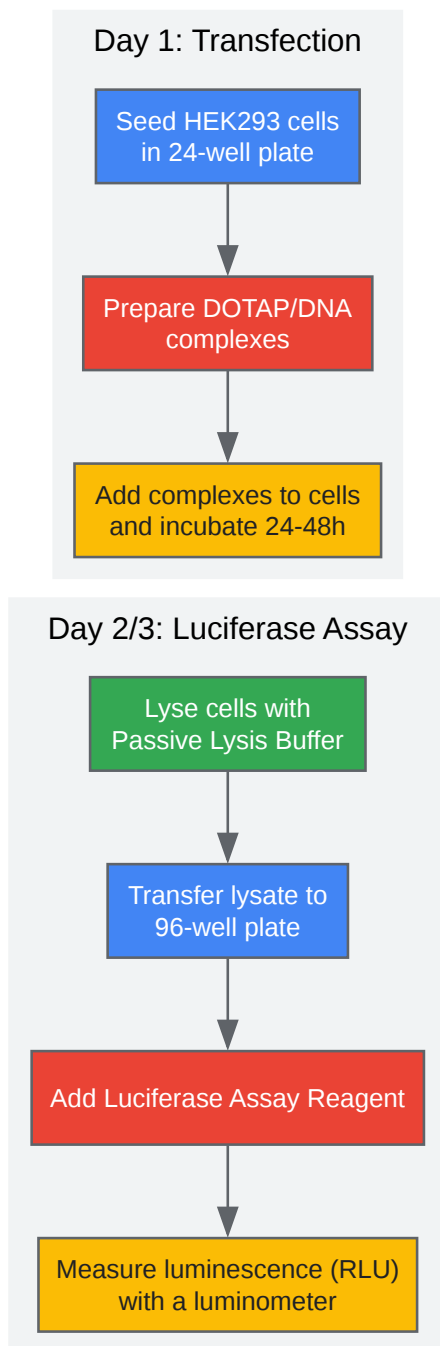 Day 1: Transfection
Seed HEK293 cells
in 24-well plate
Prepare DOTAP/DNA
complexes
Add complexes to cells
and incubate 24-48h
Day 2/3: Luciferase Assay
Lyse cells with
Passive Lysis Buffer
Transfer lysate to
96-well plate
Add Luciferase Assay Reagent
Measure luminescence (RLU)
with a luminometer